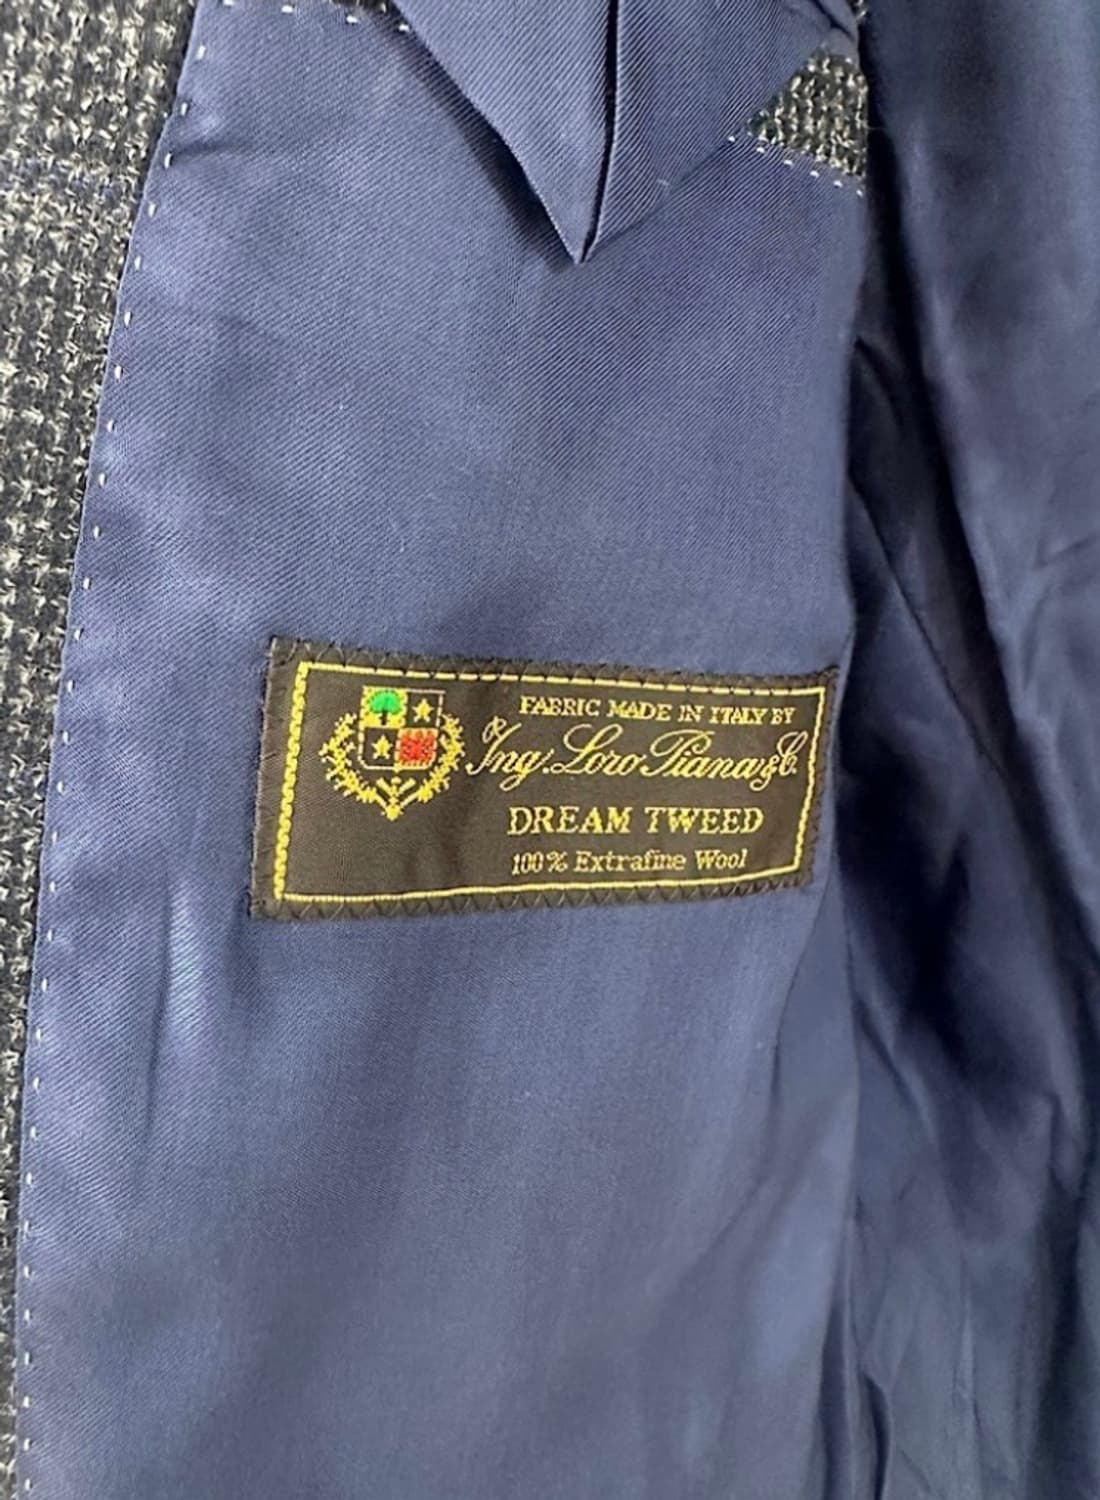 FABRIC MADE IN ITALY BY
Ing. Loro Piana & C.
DREAM TWEED
100% Extrafine Wool